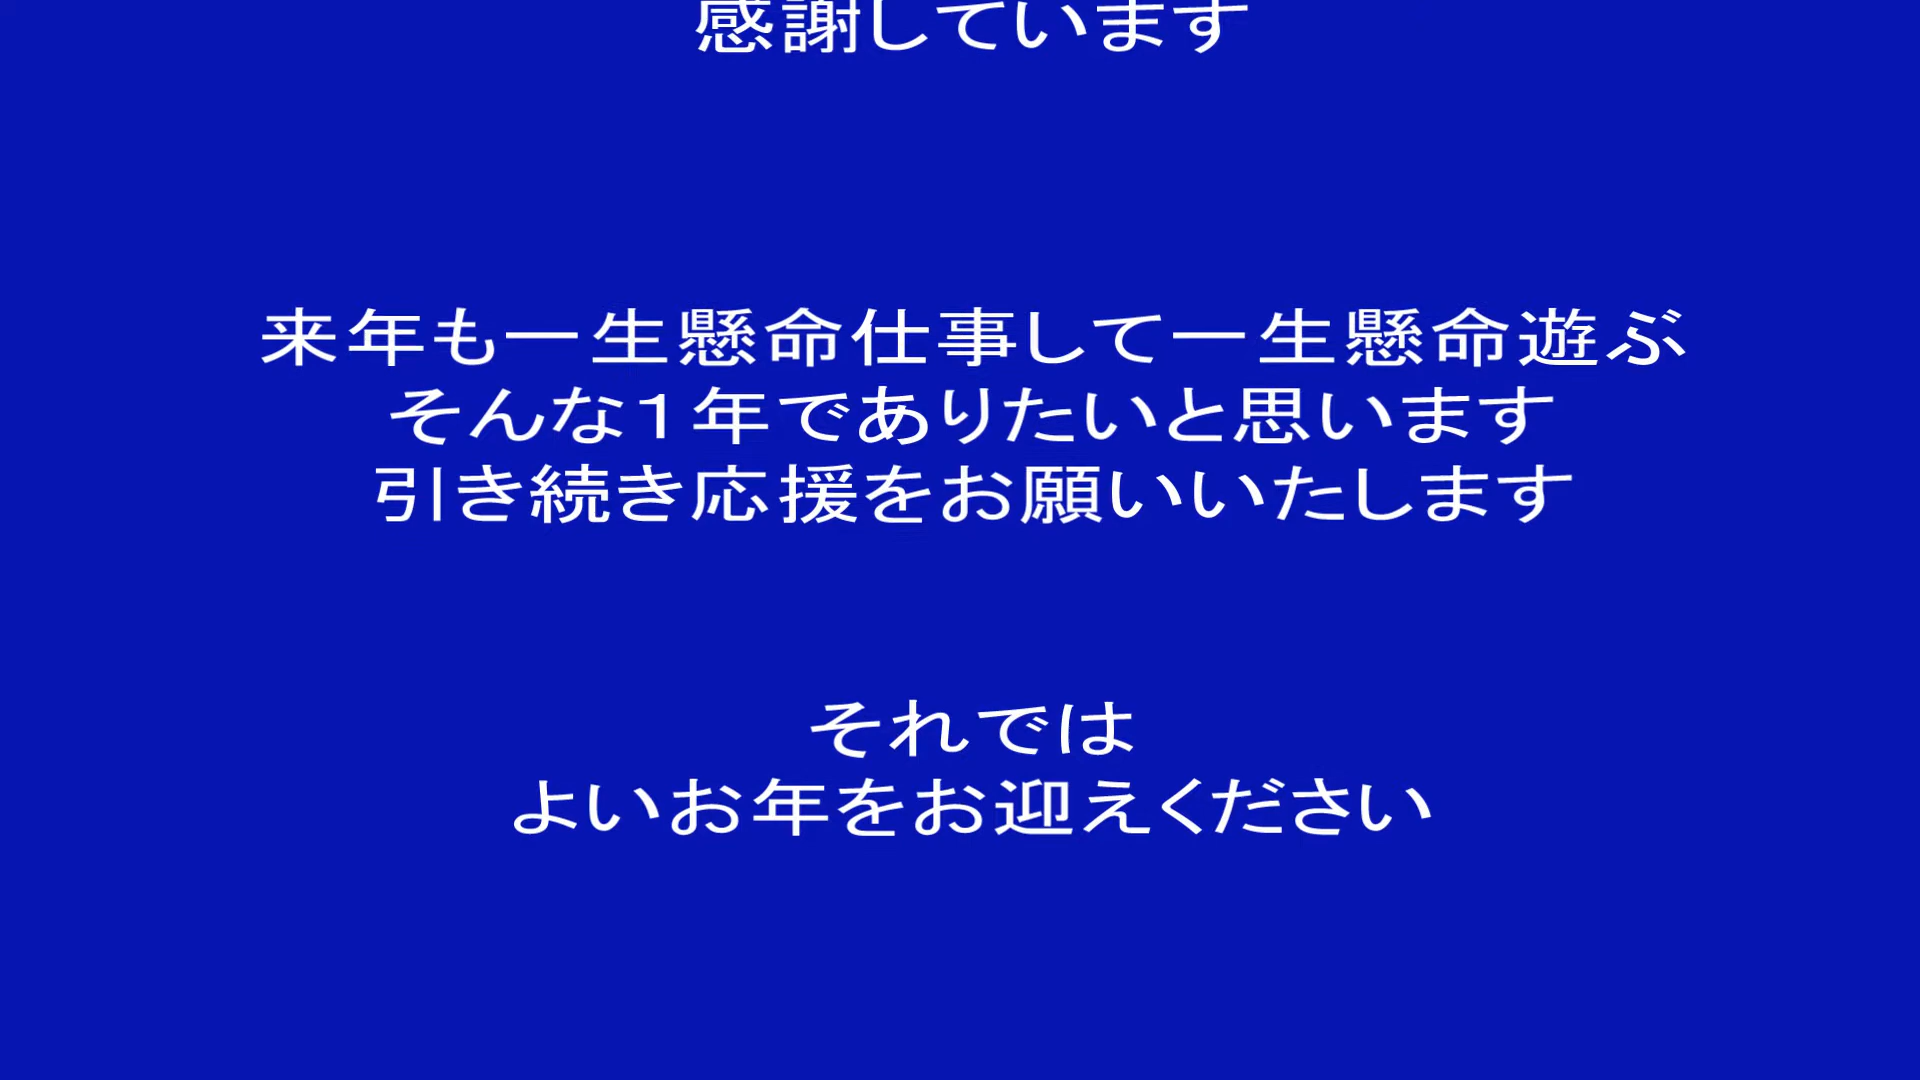 感謝しています
来年も一生懸命仕事して一生懸命遊ぶ
そんな１年でありたいと思います
引き続き応援をお願いいたします
それでは
よいお年をお迎えください